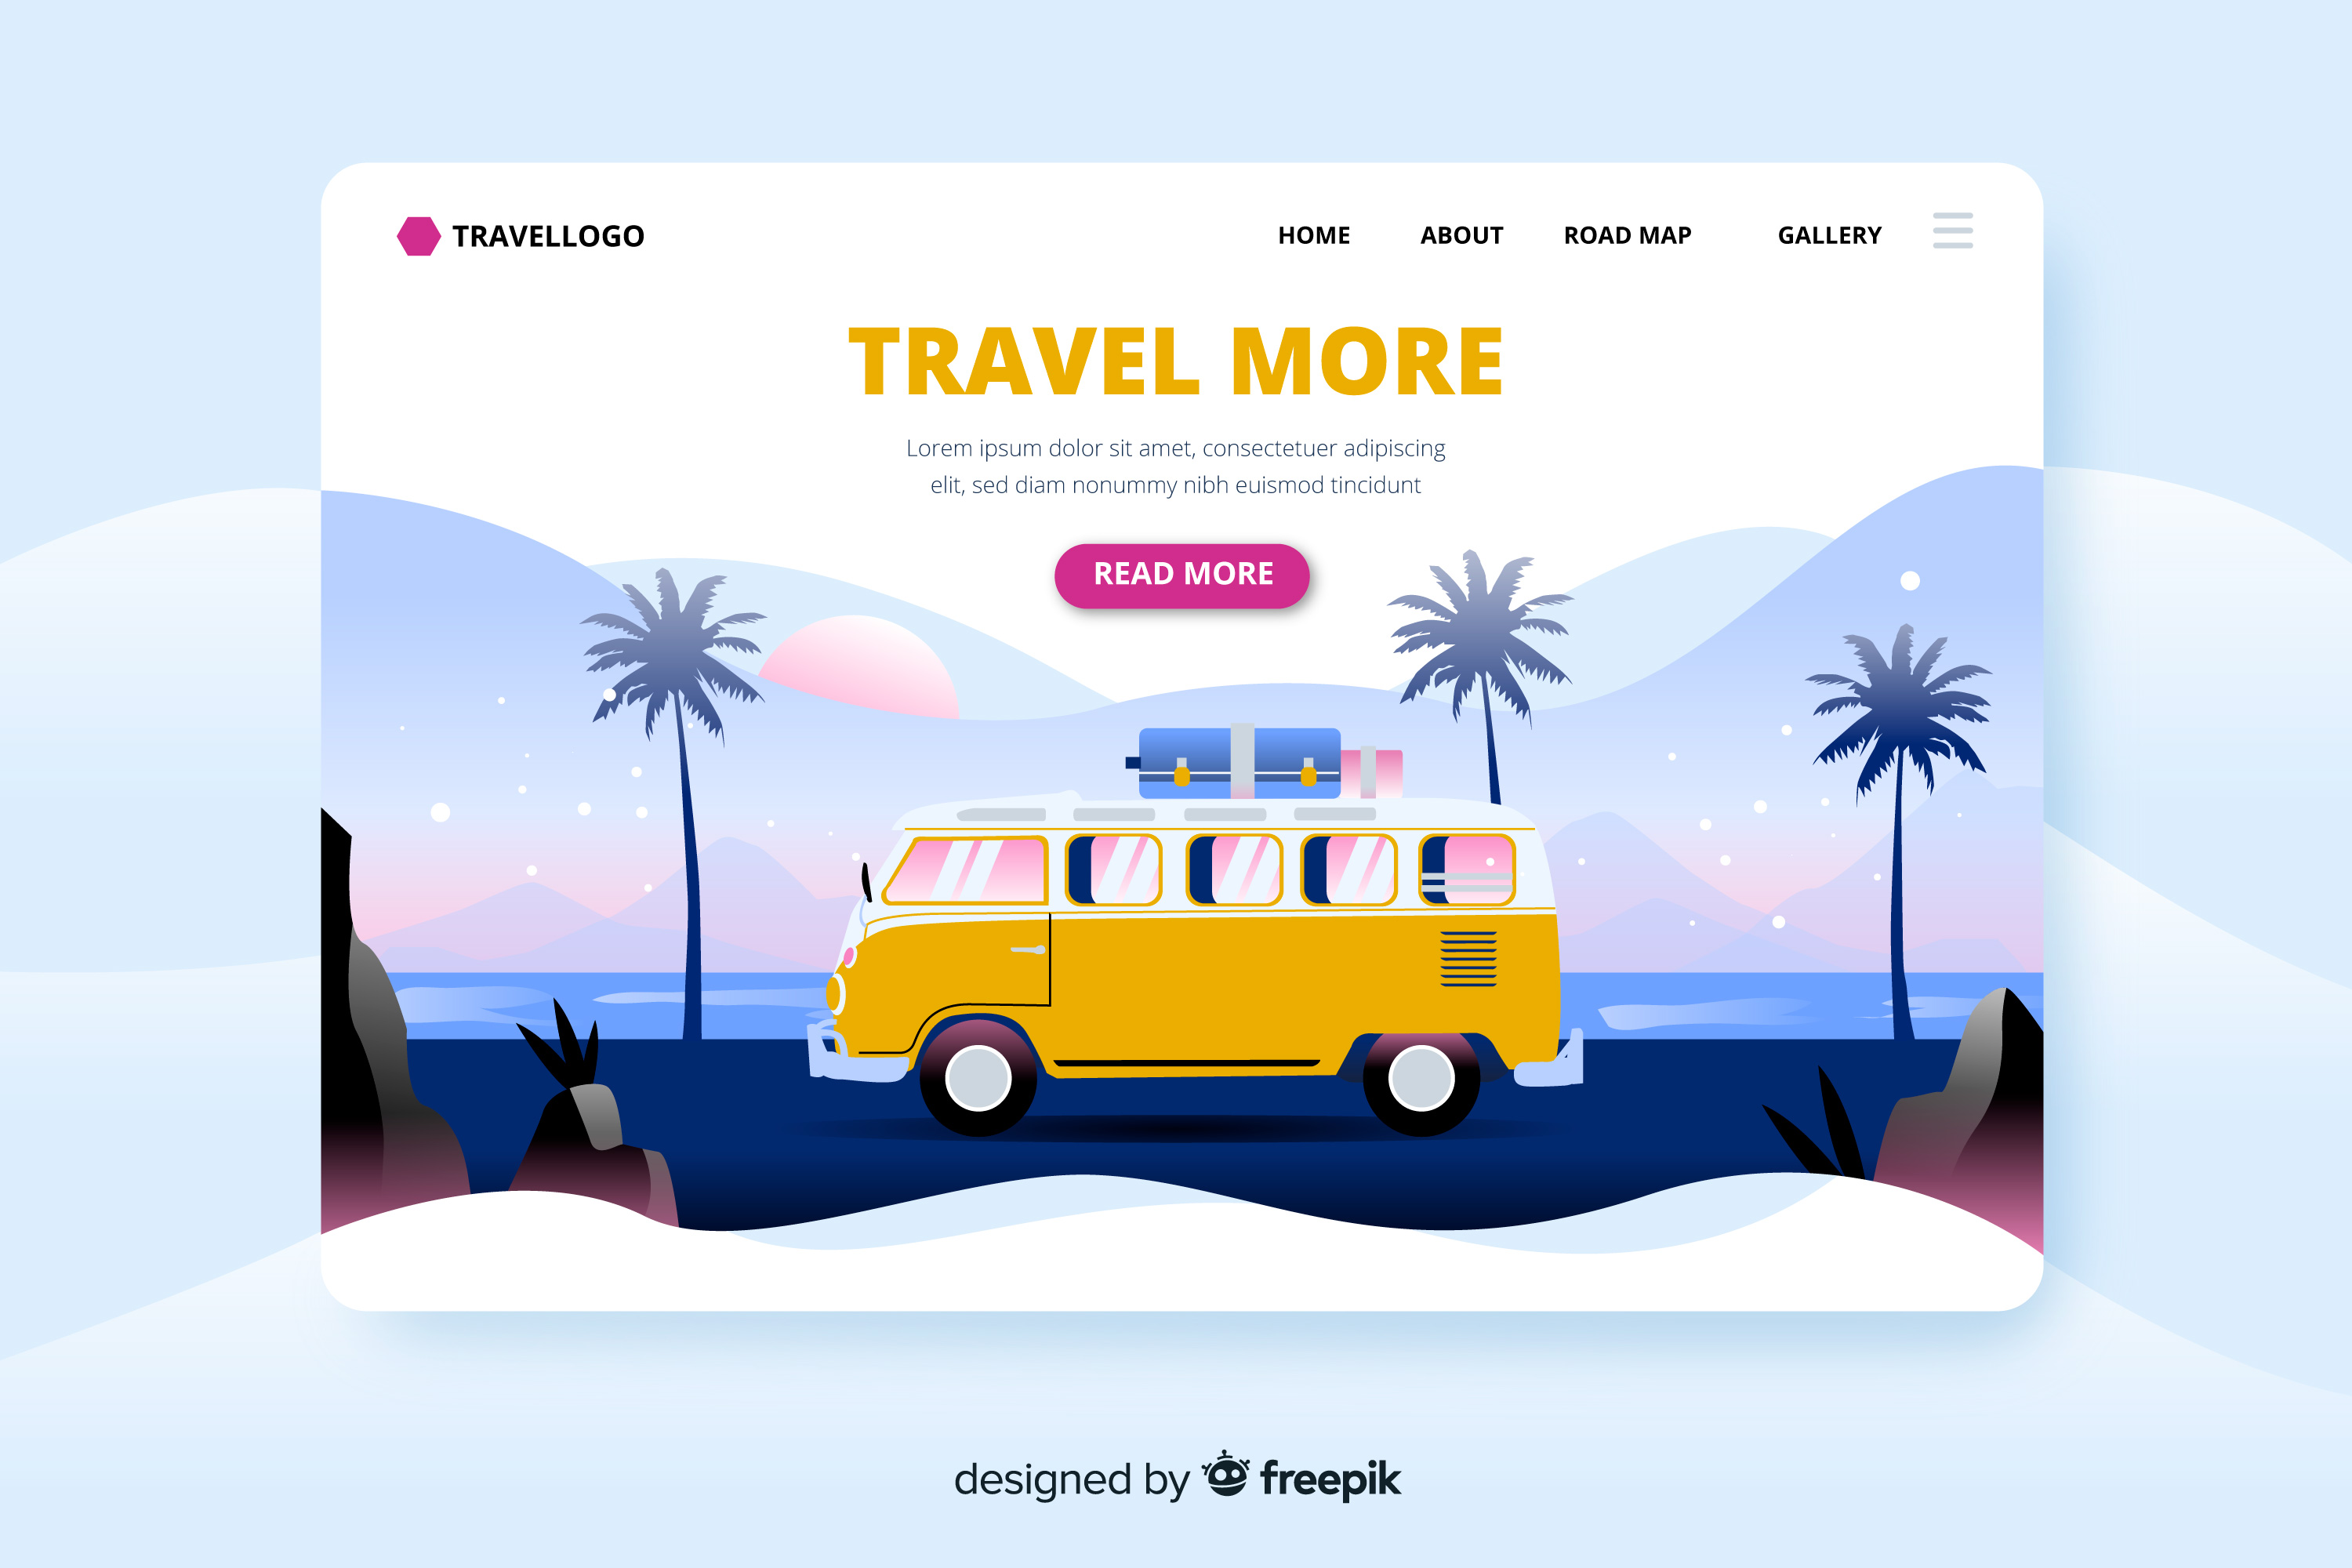 TRAVELLOGO
HOME ABOUT ROAD MAP GALLERY
TRAVEL MORE
Lorem ipsum dolor sit amet, consectetuer adipiscing
elit, sed diam nonummy nibh euismod tincidunt
READ MORE
designed by freepik